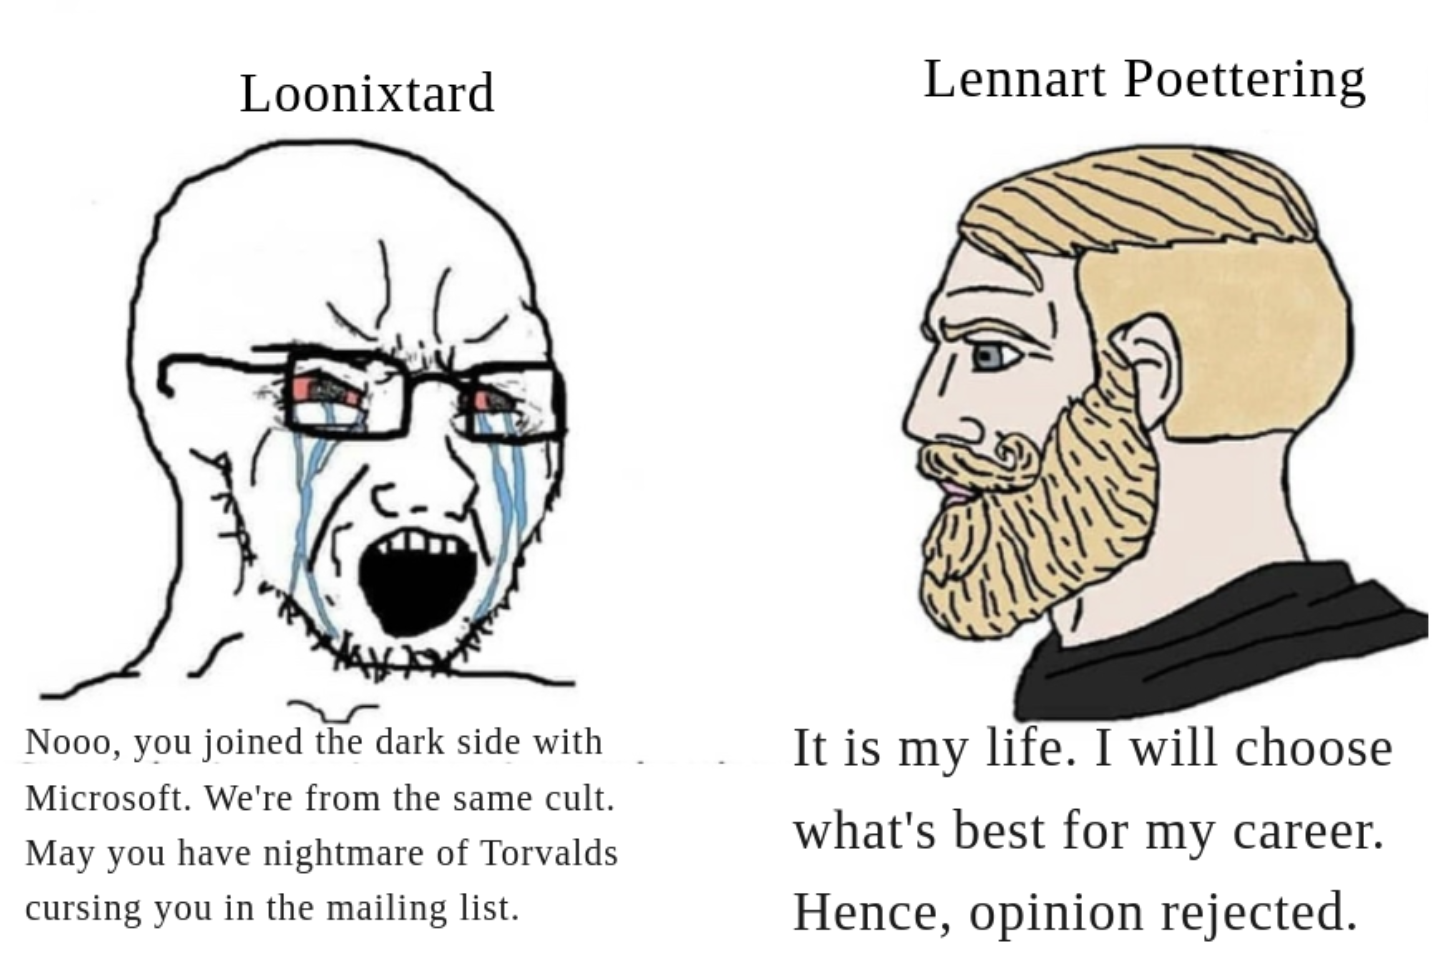 Loonixtard
Lennart Poettering
Nooo, you joined the dark side with
Microsoft. We're from the same cult.
May you have nightmare of Torvalds
cursing you in the mailing list.
It is my life. I will choose
what's best for my career.
Hence, opinion rejected.